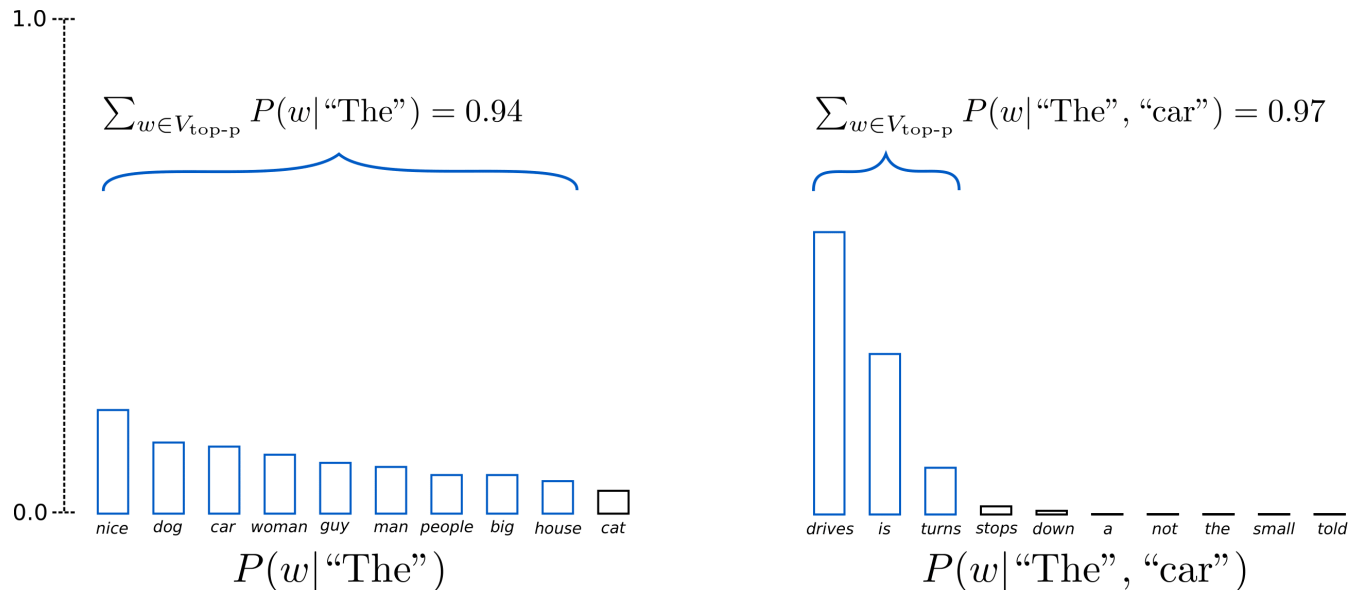 1.0
∑w∈Vtop-p P(w|“The”) = 0.94
∑w∈Vtop-p P(w|“The”, “car”) = 0.97
0.0
nice dog car woman guy man people big house cat
drives is turns stops down a not the small told
P(w|“The”)
P(w|“The”, “car”)